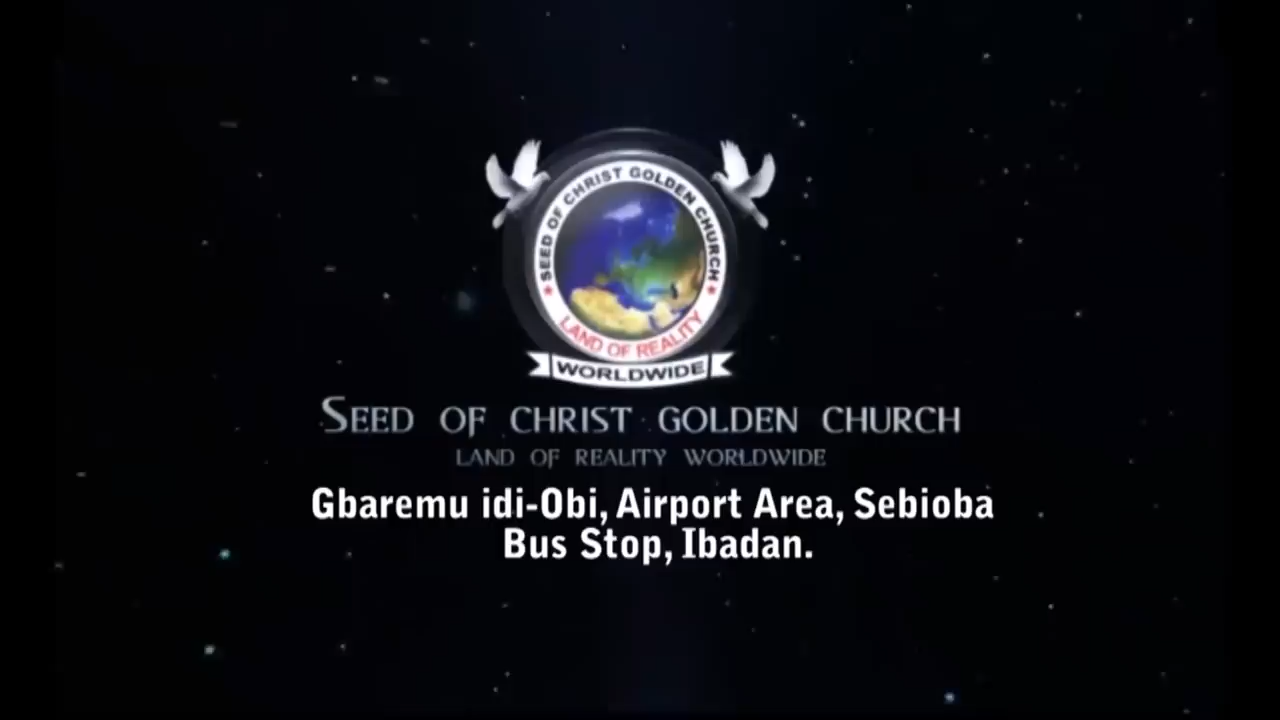 SEED OF CHRIST GOLDEN CHURCH
LAND OF REALITY
WORLDWIDE
SEED OF CHRIST GOLDEN CHURCH
LAND OF REALITY WORLDWIDE
Gbaremu idi-Obi, Airport Area, Sebioba
Bus Stop, Ibadan.